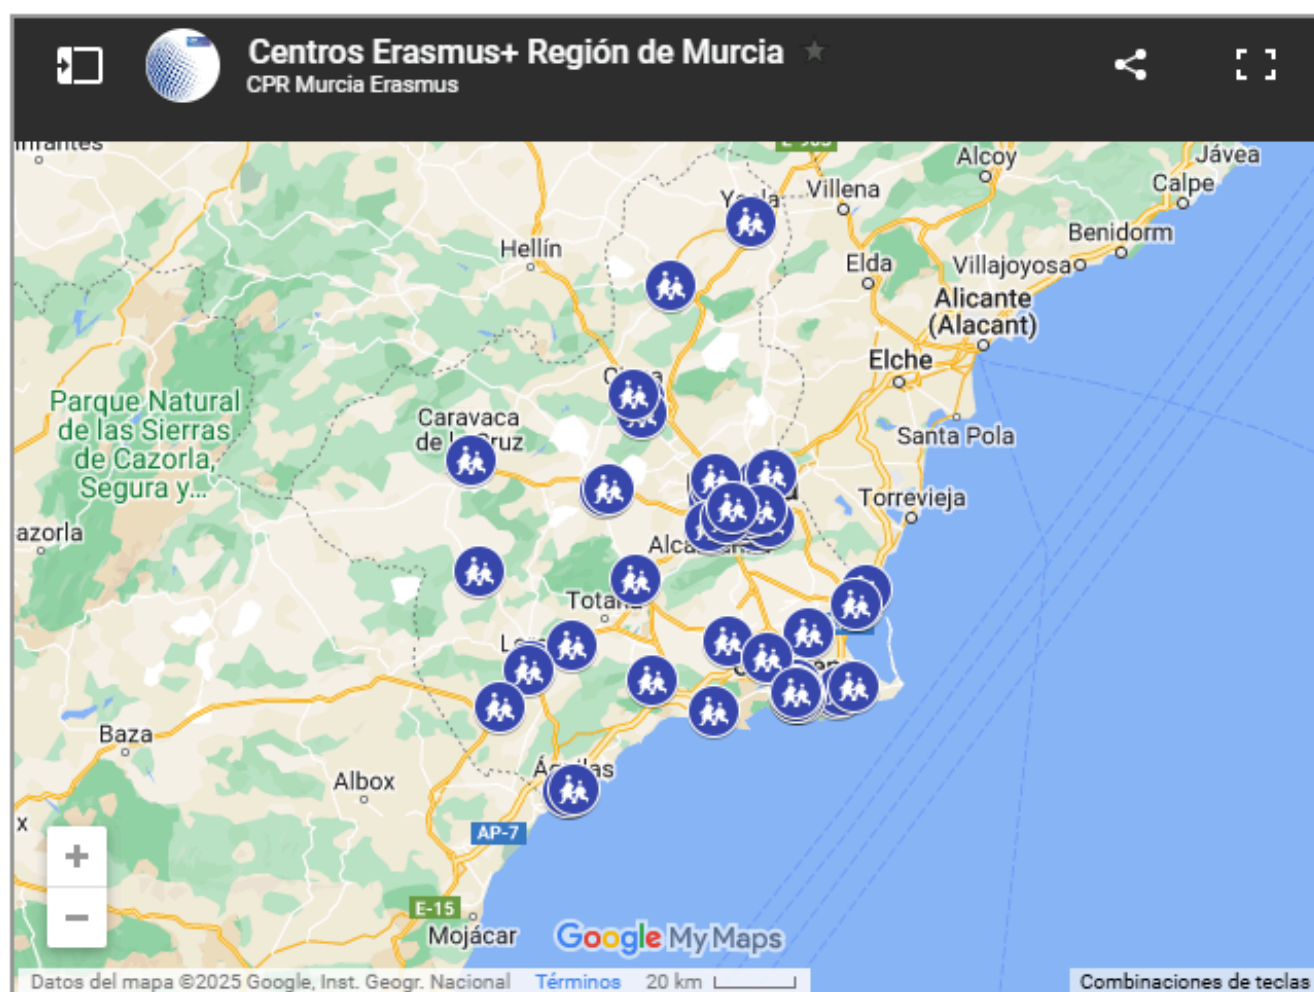 Centros Erasmus+ Región de Murcia
CPR Murcia Erasmus
Alcoy
Jávea
Villena
Calpe
Hellín
Benidorm
Elda
Villajoyosa
Alicante
(Alacant)
Elche
Parque Natural
de las Sierras
de Cazorla,
Segura y...
Caravaca
Santa Pola
Torrevieja
azorla
Baza
Albox
x
AP-7
E-15
Mojácar
Google My Maps
Datos del mapa ©2025 Google, Inst. Geogr. Nacional
Términos
20 km
Combinaciones de teclas